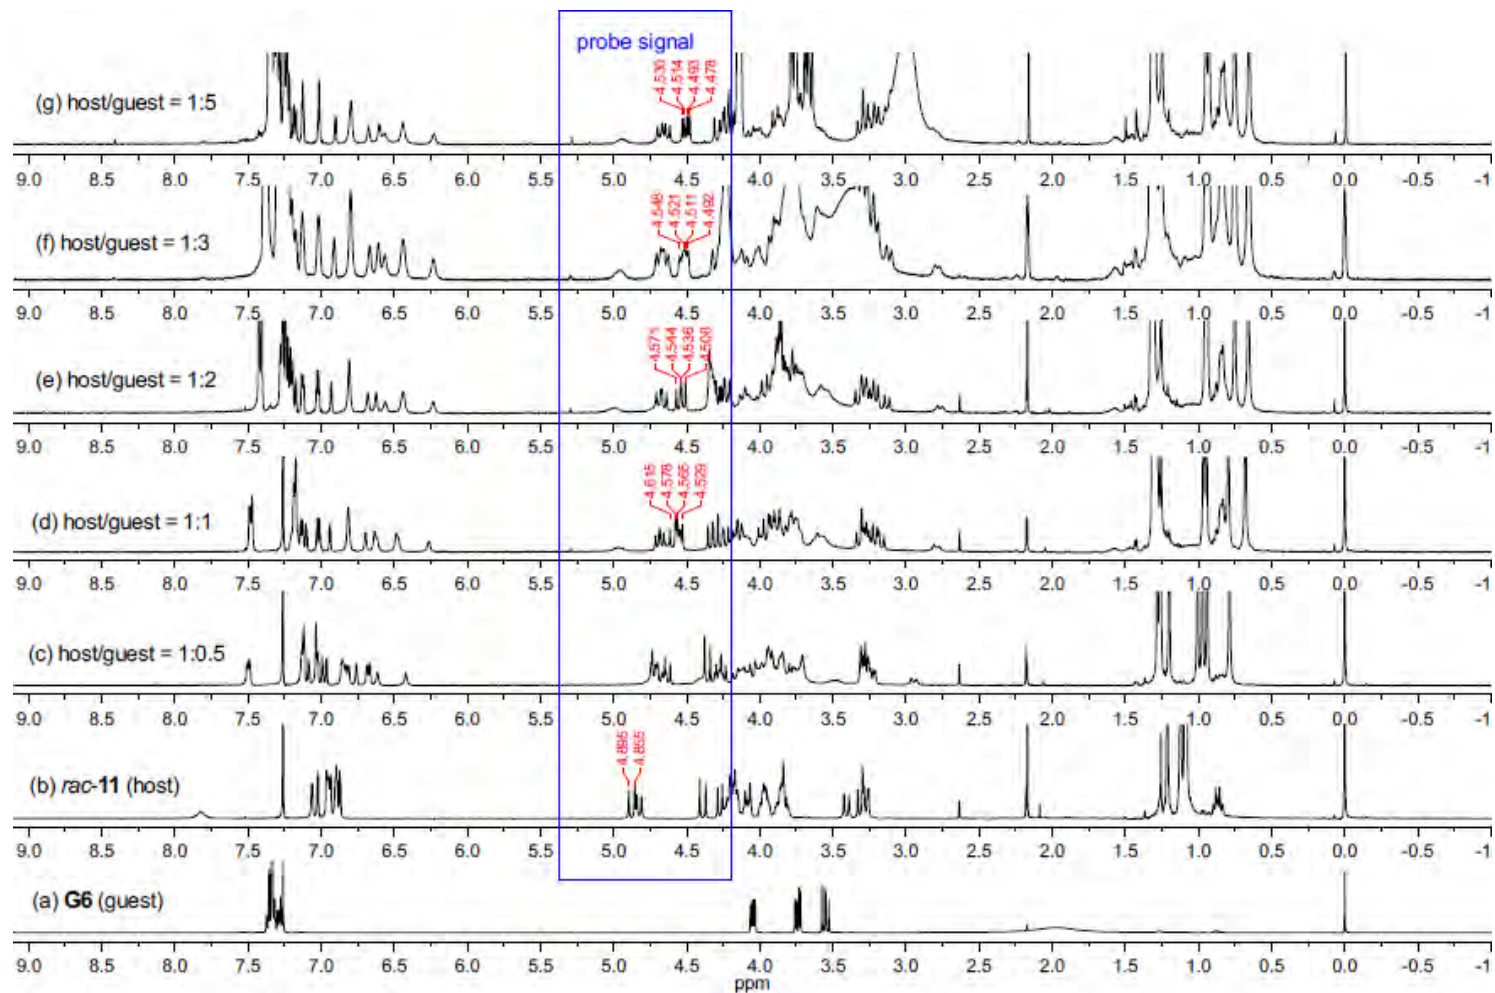 probe signal
4.530
4.514
4.493
4.478
(g) host/guest = 1:5
9.0 8.5 8.0 7.5 7.0 6.5 6.0 5.5 5.0 4.5 4.0 3.5 3.0 2.5 2.0 1.5 1.0 0.5 0.0 -0.5 -1
4.548
4.521
4.511
4.492
(f) host/guest = 1:3
9.0 8.5 8.0 7.5 7.0 6.5 6.0 5.5 5.0 4.5 4.0 3.5 3.0 2.5 2.0 1.5 1.0 0.5 0.0 -0.5 -1
4.571
4.544
4.536
4.508
(e) host/guest = 1:2
9.0 8.5 8.0 7.5 7.0 6.5 6.0 5.5 5.0 4.5 4.0 3.5 3.0 2.5 2.0 1.5 1.0 0.5 0.0 -0.5 -1
4.615
4.578
4.565
4.529
(d) host/guest = 1:1
9.0 8.5 8.0 7.5 7.0 6.5 6.0 5.5 5.0 4.5 4.0 3.5 3.0 2.5 2.0 1.5 1.0 0.5 0.0 -0.5 -1
(c) host/guest = 1:0.5
9.0 8.5 8.0 7.5 7.0 6.5 6.0 5.5 5.0 4.5 4.0 3.5 3.0 2.5 2.0 1.5 1.0 0.5 0.0 -0.5 -1
4.895
4.855
(b) rac-11 (host)
9.0 8.5 8.0 7.5 7.0 6.5 6.0 5.5 5.0 4.5 4.0 3.5 3.0 2.5 2.0 1.5 1.0 0.5 0.0 -0.5 -1
(a) G6 (guest)
9.0 8.5 8.0 7.5 7.0 6.5 6.0 5.5 5.0 4.5 4.0 3.5 3.0 2.5 2.0 1.5 1.0 0.5 0.0 -0.5 -1
ppm